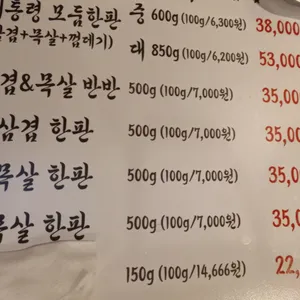 통령 모둠한판 중 600g (100g/6,300원) 38,000
겹+목살+껍데기) 대 850g (100g/6,200원) 53,000
겹&목살 반반 500g (100g/7,000원) 35,00
삼겹 한판 500g (100g/7,000원) 35,00
목살 한판 500g (100g/7,000원) 35,0
목살 한판 500g (100g/7,000원) 35,0
150g (100g/14,666원) 22,